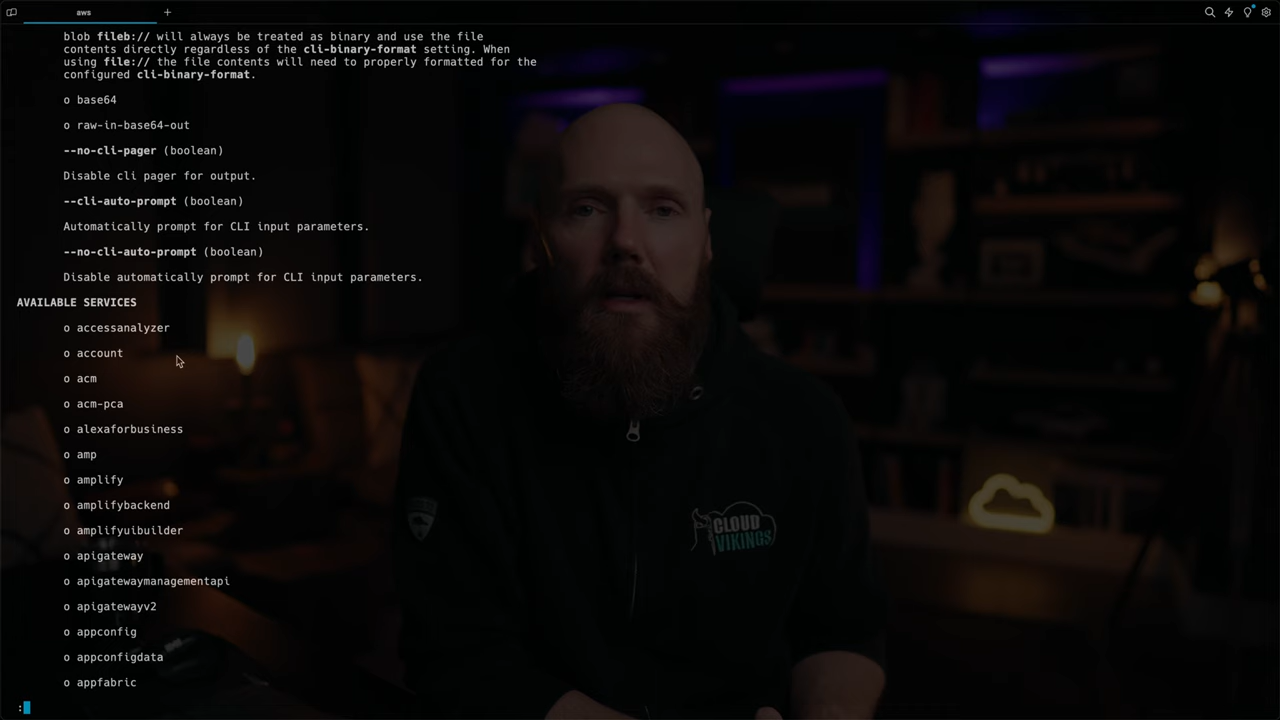 aws
blob fileb:// will always be treated as binary and use the file
contents directly regardless of the cli-binary-format setting. When
using file:// the file contents will need to properly formatted for the
configured cli-binary-format.
o base64
o raw-in-base64-out
--no-cli-pager (boolean)
Disable cli pager for output.
--cli-auto-prompt (boolean)
Automatically prompt for CLI input parameters.
--no-cli-auto-prompt (boolean)
Disable automatically prompt for CLI input parameters.
AVAILABLE SERVICES
o accessanalyzer
o account
o acm
o acm-pca
o alexaforbusiness
o amp
o amplify
o amplifybackend
o amplifyuibuilder
o apigateway
o apigatewaymanagementapi
o apigatewayv2
o appconfig
o appconfigdata
o appfabric
:
CLOUD
VIKINGS